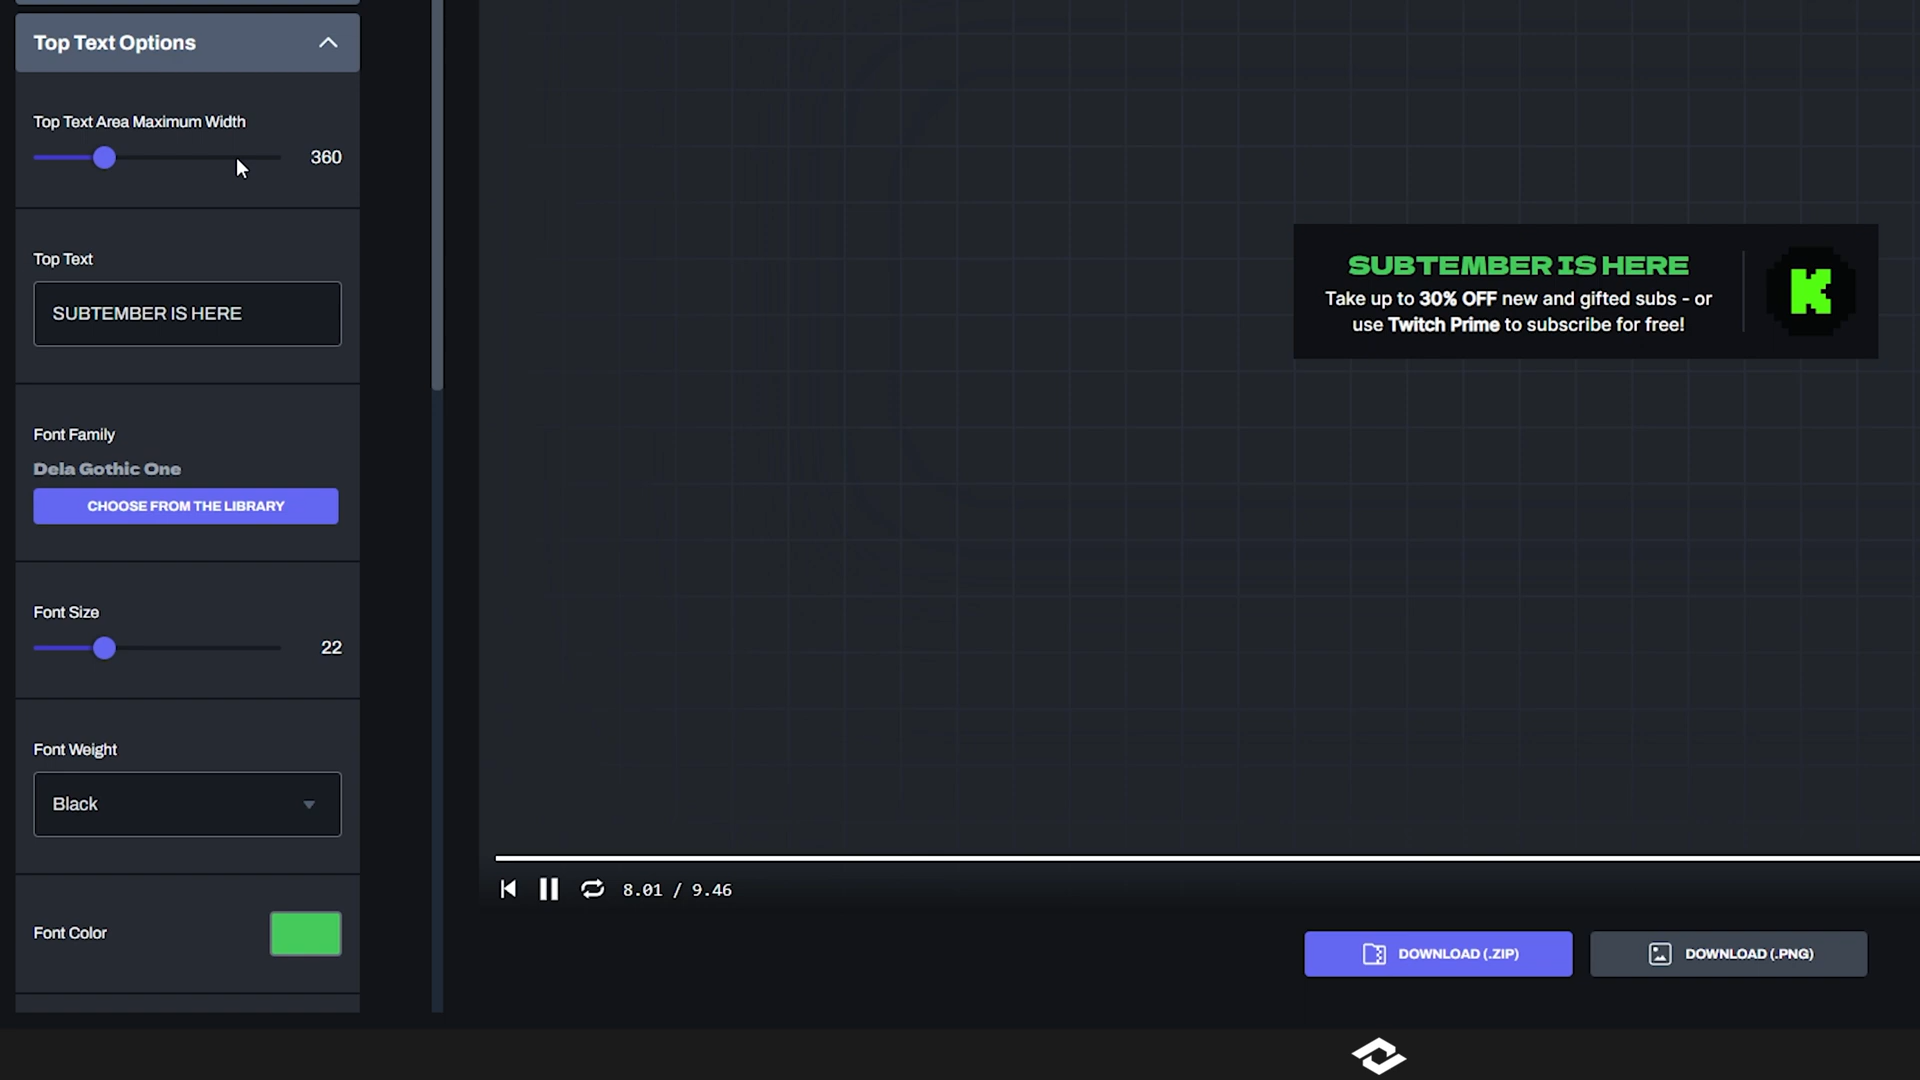 Top Text Options
Top Text Area Maximum Width
360
Top Text
SUBTEMBER IS HERE
Font Family
Dela Gothic One
CHOOSE FROM THE LIBRARY
Font Size
22
Font Weight
Black
Font Color
SUBTEMBER IS HERE
Take up to 30% OFF new and gifted subs - or
use Twitch Prime to subscribe for free!
K
8.01 / 9.46
DOWNLOAD (.ZIP)
DOWNLOAD (.PNG)